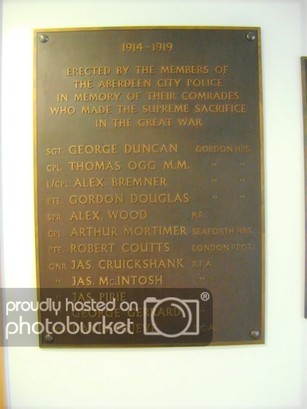 1914-1919
ERECTED BY THE MEMBERS OF
THE ABERDEEN CITY POLICE
IN MEMORY OF THEIR COMRADES
WHO MADE THE SUPREME SACRIFICE
IN THE GREAT WAR
SGT. GEORGE DUNCAN GORDON HRS.
CPL. THOMAS OGG M.M. " "
L/CPL. ALEX BREMNER " "
PTE. GORDON DOUGLAS " "
SPR. ALEX. WOOD R.E.
CPL. ARTHUR MORTIMER SEAFORTH HRS.
PTE. ROBERT COUTTS LONDON REGT.
GNR. JAS. CRUICKSHANK R.F.A.
" JAS. McINTOSH "
JAS. PIRIE
GEORGE
proudly hosted on
photobucket